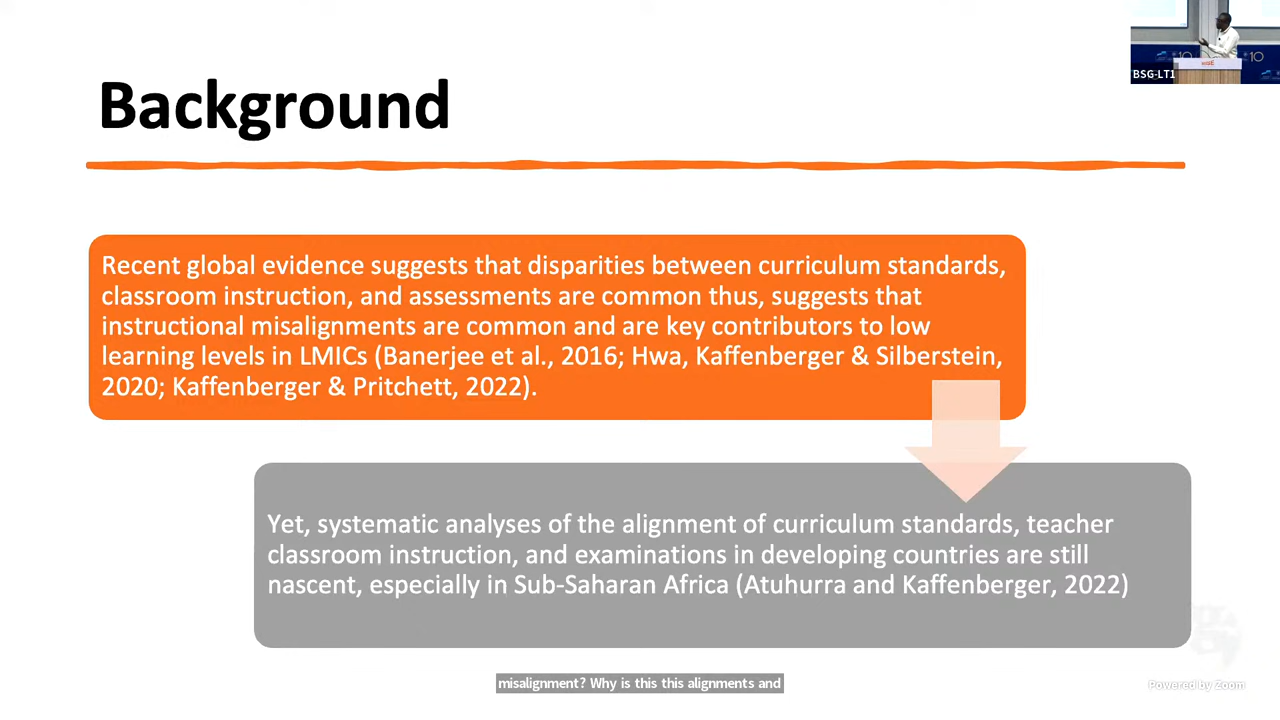 BSG-LT1
Background
Recent global evidence suggests that disparities between curriculum standards,
classroom instruction, and assessments are common thus, suggests that
instructional misalignments are common and are key contributors to low
learning levels in LMICs (Banerjee et al., 2016; Hwa, Kaffenberger & Silberstein,
2020; Kaffenberger & Pritchett, 2022).
Yet, systematic analyses of the alignment of curriculum standards, teacher
classroom instruction, and examinations in developing countries are still
nascent, especially in Sub-Saharan Africa (Atuhurra and Kaffenberger, 2022)
misalignment? Why is this this alignments and
Powered by Zoom